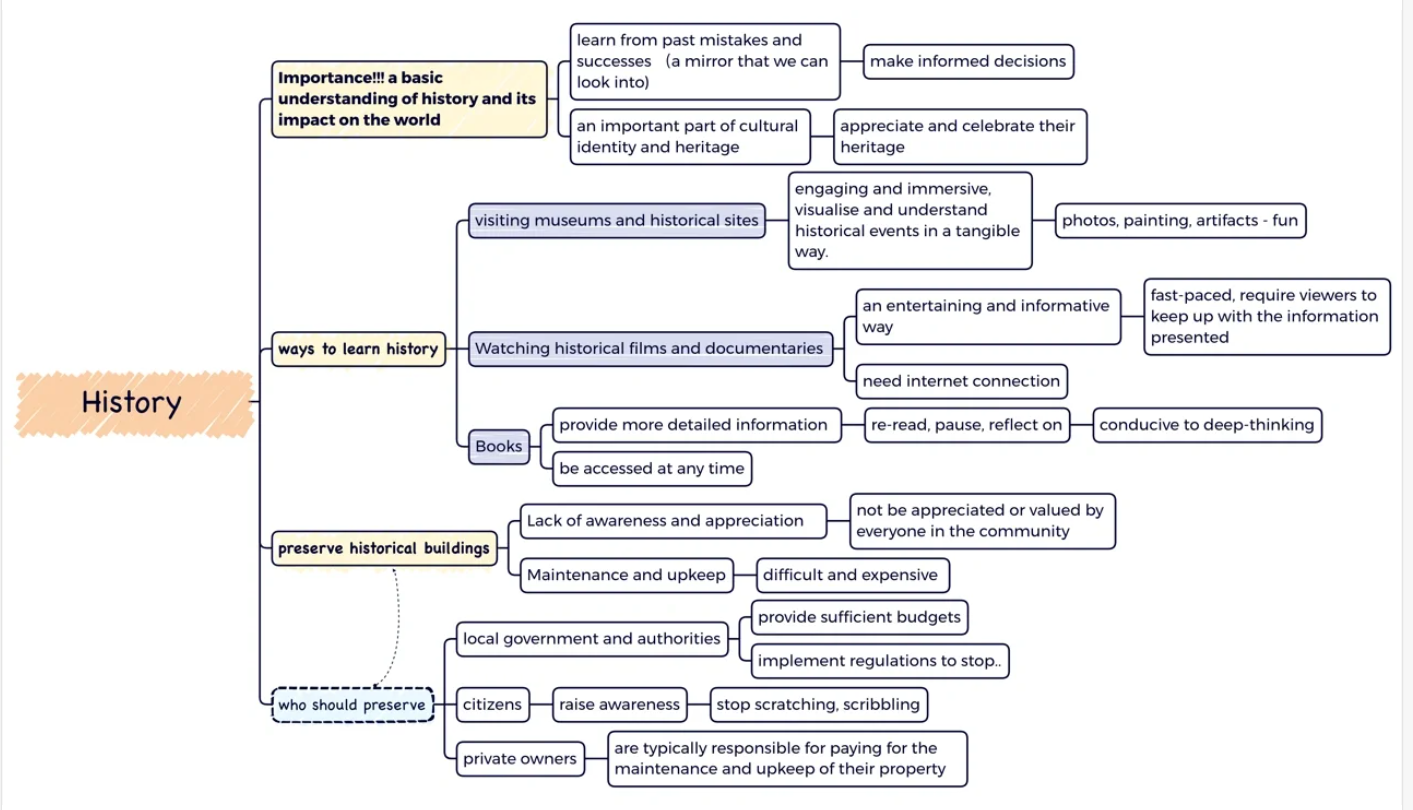 History
Importance!!! a basic
understanding of history and its
impact on the world
learn from past mistakes and
successes （a mirror that we can
look into)
make informed decisions
an important part of cultural
identity and heritage
appreciate and celebrate their
heritage
ways to learn history
visiting museums and historical sites
engaging and immersive,
visualise and understand
historical events in a tangible
way.
photos, painting, artifacts - fun
Watching historical films and documentaries
an entertaining and informative
way
fast-paced, require viewers to
keep up with the information
presented
need internet connection
Books
provide more detailed information
re-read, pause, reflect on
conducive to deep-thinking
be accessed at any time
preserve historical buildings
Lack of awareness and appreciation
not be appreciated or valued by
everyone in the community
Maintenance and upkeep
difficult and expensive
who should preserve
local government and authorities
provide sufficient budgets
implement regulations to stop..
citizens
raise awareness
stop scratching, scribbling
private owners
are typically responsible for paying for the
maintenance and upkeep of their property